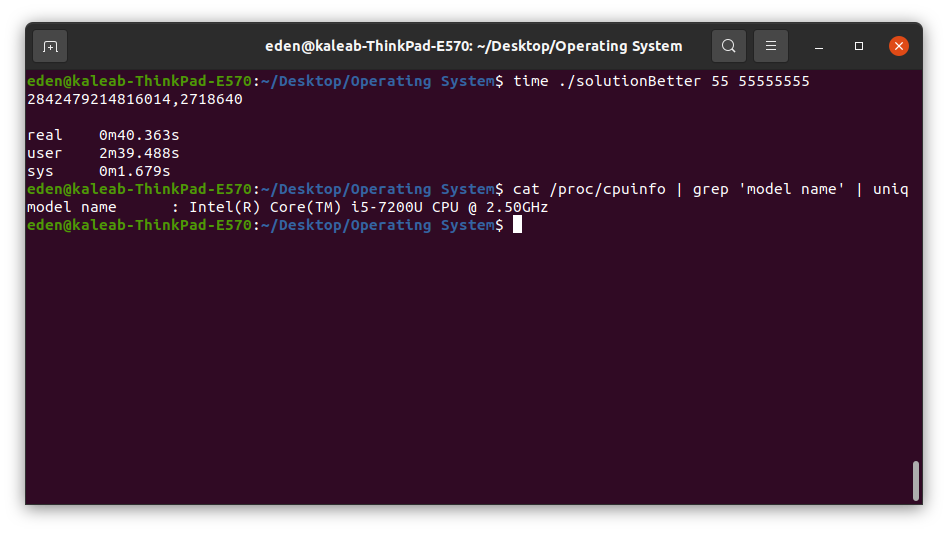 eden@kaleab-ThinkPad-E570: ~/Desktop/Operating System
eden@kaleab-ThinkPad-E570:~/Desktop/Operating System$ time ./solutionBetter 55 55555555
2842479214816014,2718640
real    0m40.363s
user    2m39.488s
sys     0m1.679s
eden@kaleab-ThinkPad-E570:~/Desktop/Operating System$ cat /proc/cpuinfo | grep 'model name' | uniq
model name      : Intel(R) Core(TM) i5-7200U CPU @ 2.50GHz
eden@kaleab-ThinkPad-E570:~/Desktop/Operating System$